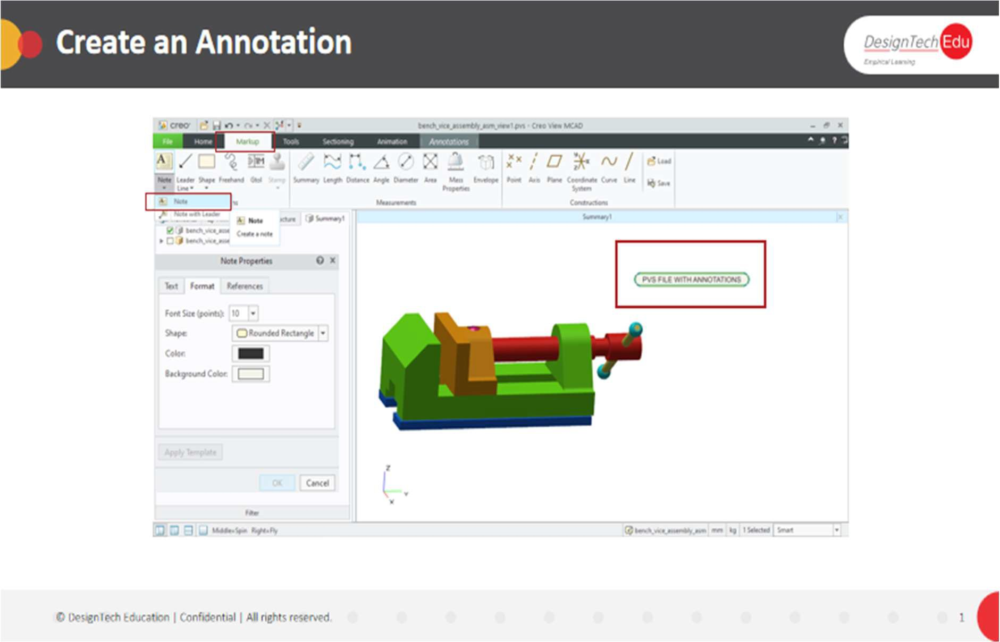 Create an Annotation
DesignTech Edu
Empirical Learning
creo
bench_vice_assembly_asm_view1.pvs - Creo View MCAD
File Home Markup Tools Sectioning Animation Annotations
Note Leader Line Shape Freehand Gtol Stamp Summary Length Distance Angle Diameter Area Mass Properties Envelope Point Axis Plane Coordinate System Curve Line Load
Save
Note
Measurements Constructions
Note with Leader
Note
Create a note
cture Summary1
Summary1
bench_vice_asse
bench_vice_asse
Note Properties
Text Format References
Font Size (points): 10
Shape: Rounded Rectangle
Color:
Background Color:
Apply Template
OK Cancel
Filter
PVS FILE WITH ANNOTATIONS
Z
Y
X
Middle=Spin Right=Fly
bench_vice_assembly_asm mm kg 1 Selected Smart
© DesignTech Education | Confidential | All rights reserved.
1